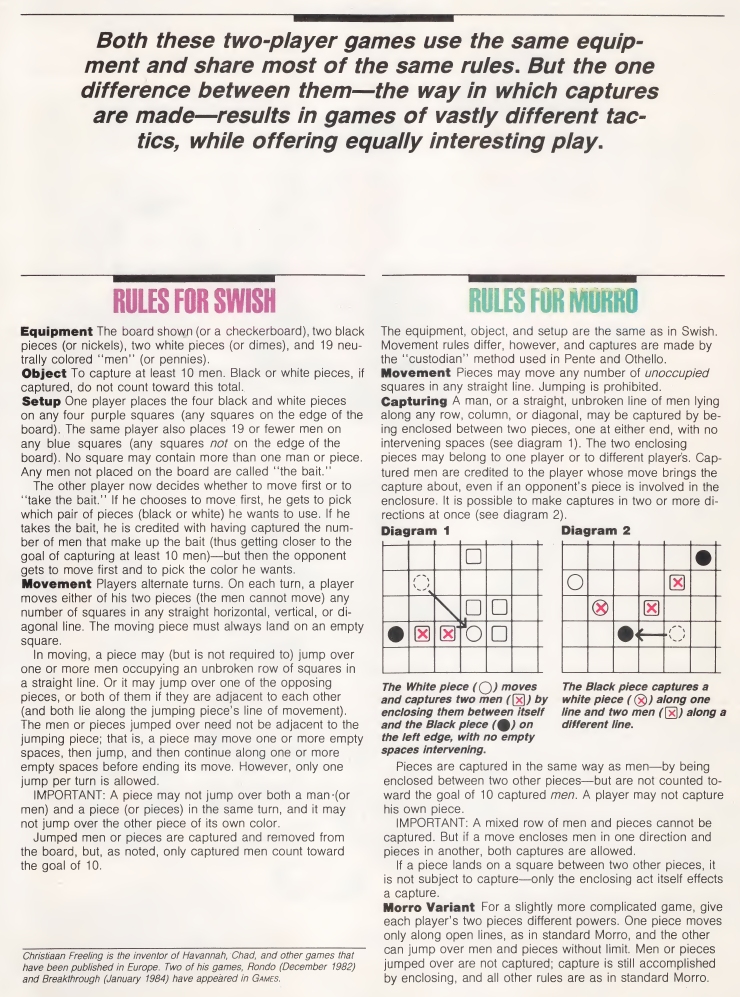 Both these two-player games use the same equip-
ment and share most of the same rules. But the one
difference between them—the way in which captures
are made—results in games of vastly different tac-
tics, while offering equally interesting play.
RULES FOR SWISH
Equipment The board shown (or a checkerboard), two black
pieces (or nickels), two white pieces (or dimes), and 19 neu-
trally colored "men" (or pennies).
Object To capture at least 10 men. Black or white pieces, if
captured, do not count toward this total.
Setup One player places the four black and white pieces
on any four purple squares (any squares on the edge of the
board). The same player also places 19 or fewer men on
any blue squares (any squares not on the edge of the
board). No square may contain more than one man or piece.
Any men not placed on the board are called "the bait."
The other player now decides whether to move first or to
"take the bait." If he chooses to move first, he gets to pick
which pair of pieces (black or white) he wants to use. If he
takes the bait, he is credited with having captured the num-
ber of men that make up the bait (thus getting closer to the
goal of capturing at least 10 men)—but then the opponent
gets to move first and to pick the color he wants.
Movement Players alternate turns. On each turn, a player
moves either of his two pieces (the men cannot move) any
number of squares in any straight horizontal, vertical, or di-
agonal line. The moving piece must always land on an empty
square.
In moving, a piece may (but is not required to) jump over
one or more men occupying an unbroken row of squares in
a straight line. Or it may jump over one of the opposing
pieces, or both of them if they are adjacent to each other
(and both lie along the jumping piece's line of movement).
The men or pieces jumped over need not be adjacent to the
jumping piece; that is, a piece may move one or more empty
spaces, then jump, and then continue along one or more
empty spaces before ending its move. However, only one
jump per turn is allowed.
IMPORTANT: A piece may not jump over both a man (or
men) and a piece (or pieces) in the same turn, and it may
not jump over the other piece of its own color.
Jumped men or pieces are captured and removed from
the board, but, as noted, only captured men count toward
the goal of 10.
Christiaan Freeling is the inventor of Havannah, Chad, and other games that
have been published in Europe. Two of his games, Rondo (December 1982)
and Breakthrough (January 1984) have appeared in GAMES.
RULES FOR MORRO
The equipment, object, and setup are the same as in Swish.
Movement rules differ, however, and captures are made by
the "custodian" method used in Pente and Othello.
Movement Pieces may move any number of unoccupied
squares in any straight line. Jumping is prohibited.
Capturing A man, or a straight, unbroken line of men lying
along any row, column, or diagonal, may be captured by be-
ing enclosed between two pieces, one at either end, with no
intervening spaces (see diagram 1). The two enclosing
pieces may belong to one player or to different players. Cap-
tured men are credited to the player whose move brings the
capture about, even if an opponent's piece is involved in the
enclosure. It is possible to make captures in two or more di-
rections at once (see diagram 2).
Diagram 1
The White piece (○) moves
and captures two men (☒) by
enclosing them between itself
and the Black piece (●) on
the left edge, with no empty
spaces intervening.
Diagram 2
The Black piece captures a
white piece (⊗) along one
line and two men (☒) along a
different line.
Pieces are captured in the same way as men—by being
enclosed between two other pieces—but are not counted to-
ward the goal of 10 captured men. A player may not capture
his own piece.
IMPORTANT: A mixed row of men and pieces cannot be
captured. But if a move encloses men in one direction and
pieces in another, both captures are allowed.
If a piece lands on a square between two other pieces, it
is not subject to capture—only the enclosing act itself effects
a capture.
Morro Variant For a slightly more complicated game, give
each player's two pieces different powers. One piece moves
only along open lines, as in standard Morro, and the other
can jump over men and pieces without limit. Men or pieces
jumped over are not captured; capture is still accomplished
by enclosing, and all other rules are as in standard Morro.